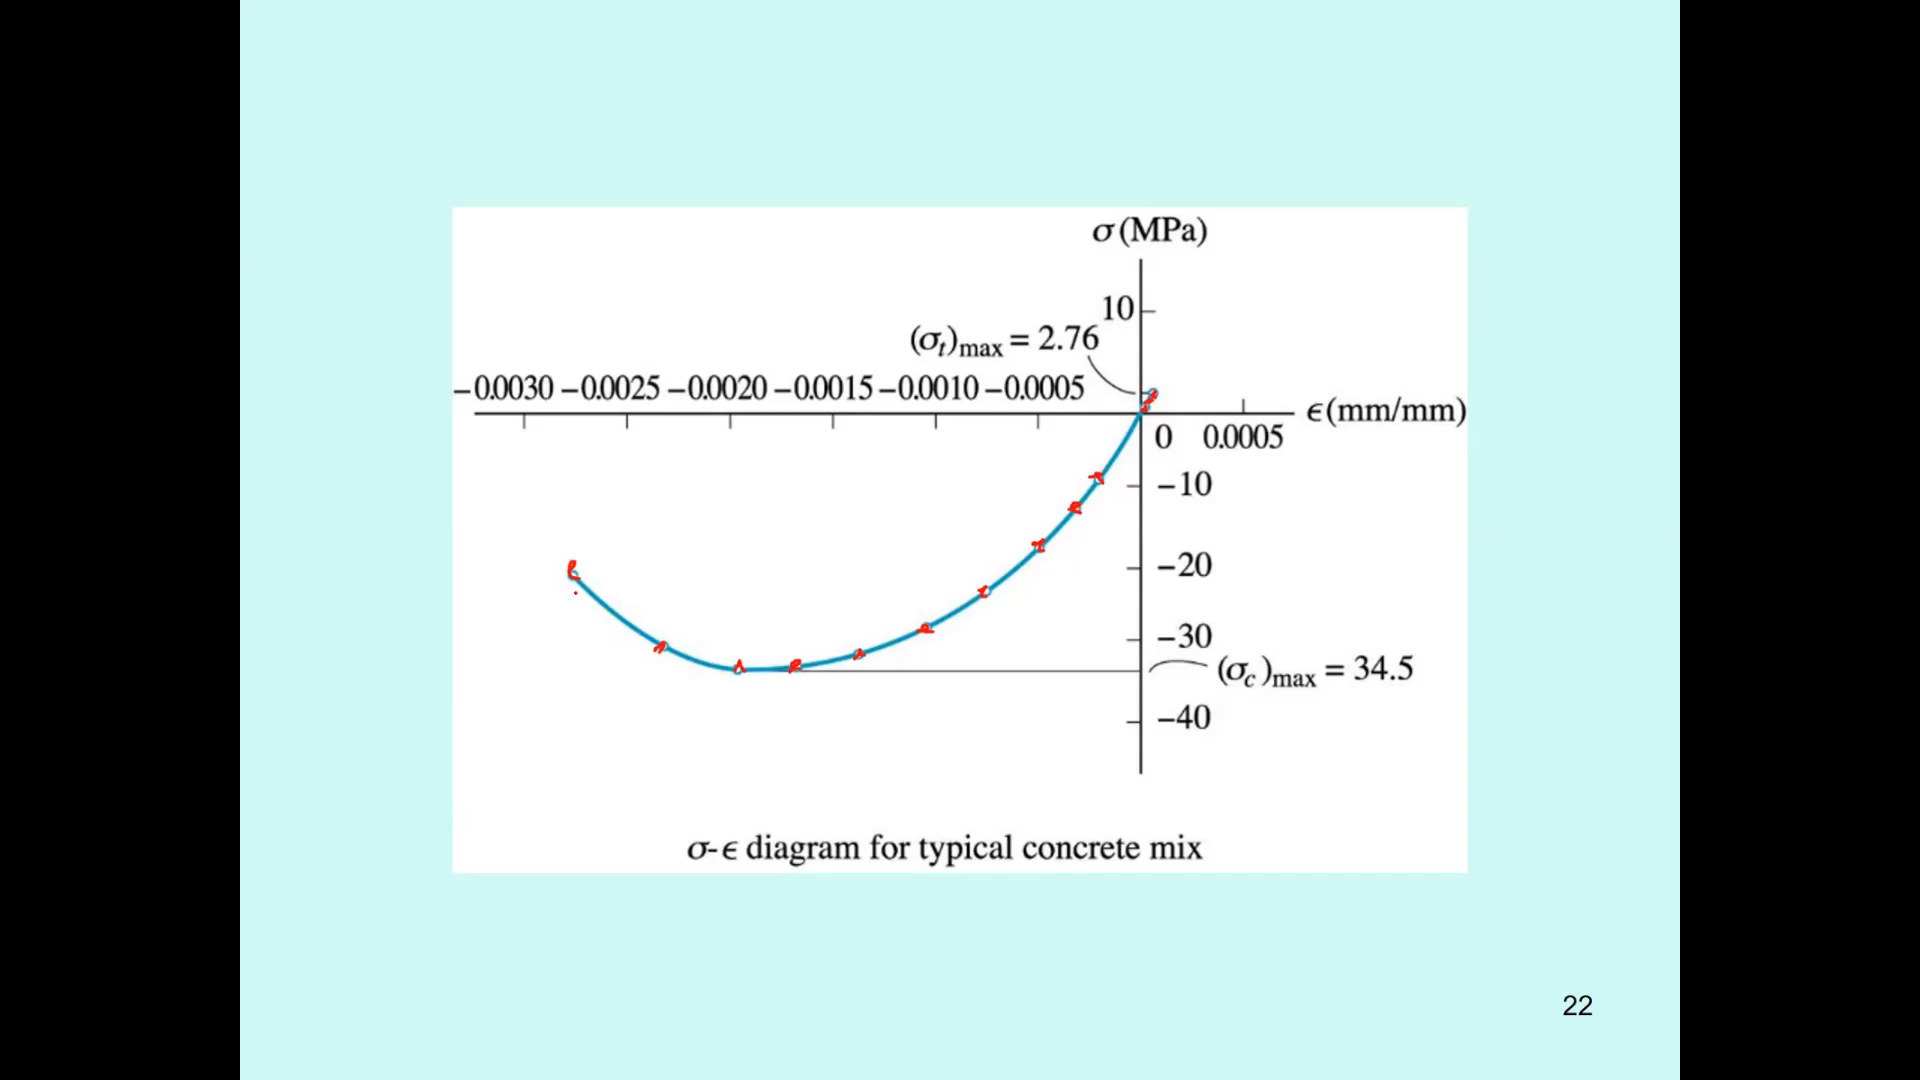 σ (MPa)
10
(σt)max = 2.76
−0.0030 −0.0025 −0.0020 −0.0015 −0.0010 −0.0005
ϵ (mm/mm)
0 0.0005
−10
−20
−30
(σc)max = 34.5
−40
σ-ϵ diagram for typical concrete mix
22